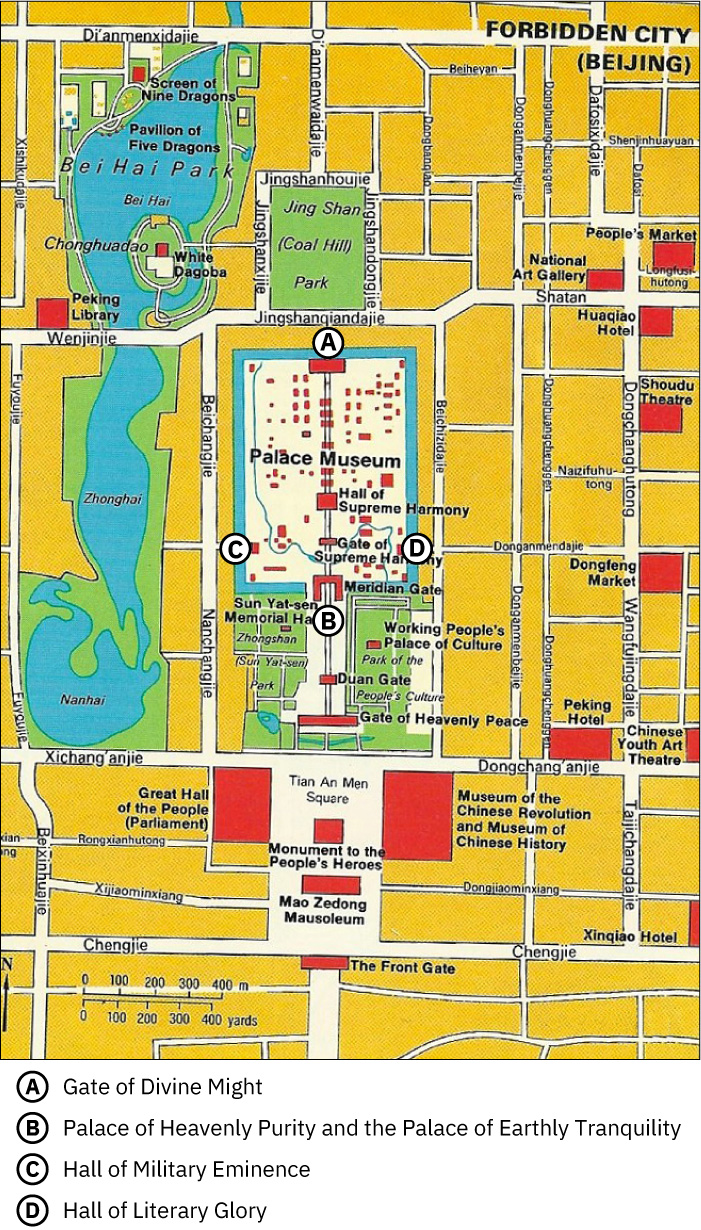 FORBIDDEN CITY
(BEIJING)
Di'anmenxidajie
Di'anmenwaidajie
Beiheyan
Screen of
Nine Dragons
Pavilion of
Five Dragons
Bei Hai Park
Bei Hai
Chonghuadao
White
Dagoba
Peking
Library
Wenjinjie
Jingshanhoujie
Jingshanxijie
Jingshandongjie
Jing Shan
(Coal Hill)
Park
Jingshanqiandajie
Donganmenbeijie
Donghuangchenggen
Dafosixidajie
Shenjinhuayuan
Dafosi
People's Market
National
Art Gallery
Longfusi-
hutong
Shatan
Huaqiao
Hotel
Shoudu
Theatre
A
Fuyoujie
Beichangjie
Beichizidajie
Donghuangchenggen
Dongchanghutong
Palace Museum
Hall of
Supreme Harmony
Naizifuhu-
tong
Zhonghai
C
Gate of
Supreme Harmony
D
Donganmendajie
Dongfeng
Market
Meridian Gate
B
Sun Yat-sen
Memorial Ha
Zhongshan
(Sun Yat-sen)
Park
Working People's
Palace of Culture
Park of the
People's Culture
Duan Gate
Nanchangjie
Donganmenbeijie
Donghuangchenggen
Wangfujingdajie
Nanhai
Fuyoujie
Gate of Heavenly Peace
Peking
Hotel
Chinese
Youth Art
Theatre
Xichang'anjie
Dongchang'anjie
Great Hall
of the People
(Parliament)
Tian An Men
Square
Museum of the
Chinese Revolution
and Museum of
Chinese History
Monument to the
People's Heroes
Mao Zedong
Mausoleum
Rongxianhutong
Beixinhuajie
Xijiaominxiang
Dongjiaominxiang
Taijichangdajie
Xinqiao Hotel
Chengjie
Chengjie
The Front Gate
N
0 100 200 300 400 m
0 100 200 300 400 yards
A Gate of Divine Might
B Palace of Heavenly Purity and the Palace of Earthly Tranquility
C Hall of Military Eminence
D Hall of Literary Glory